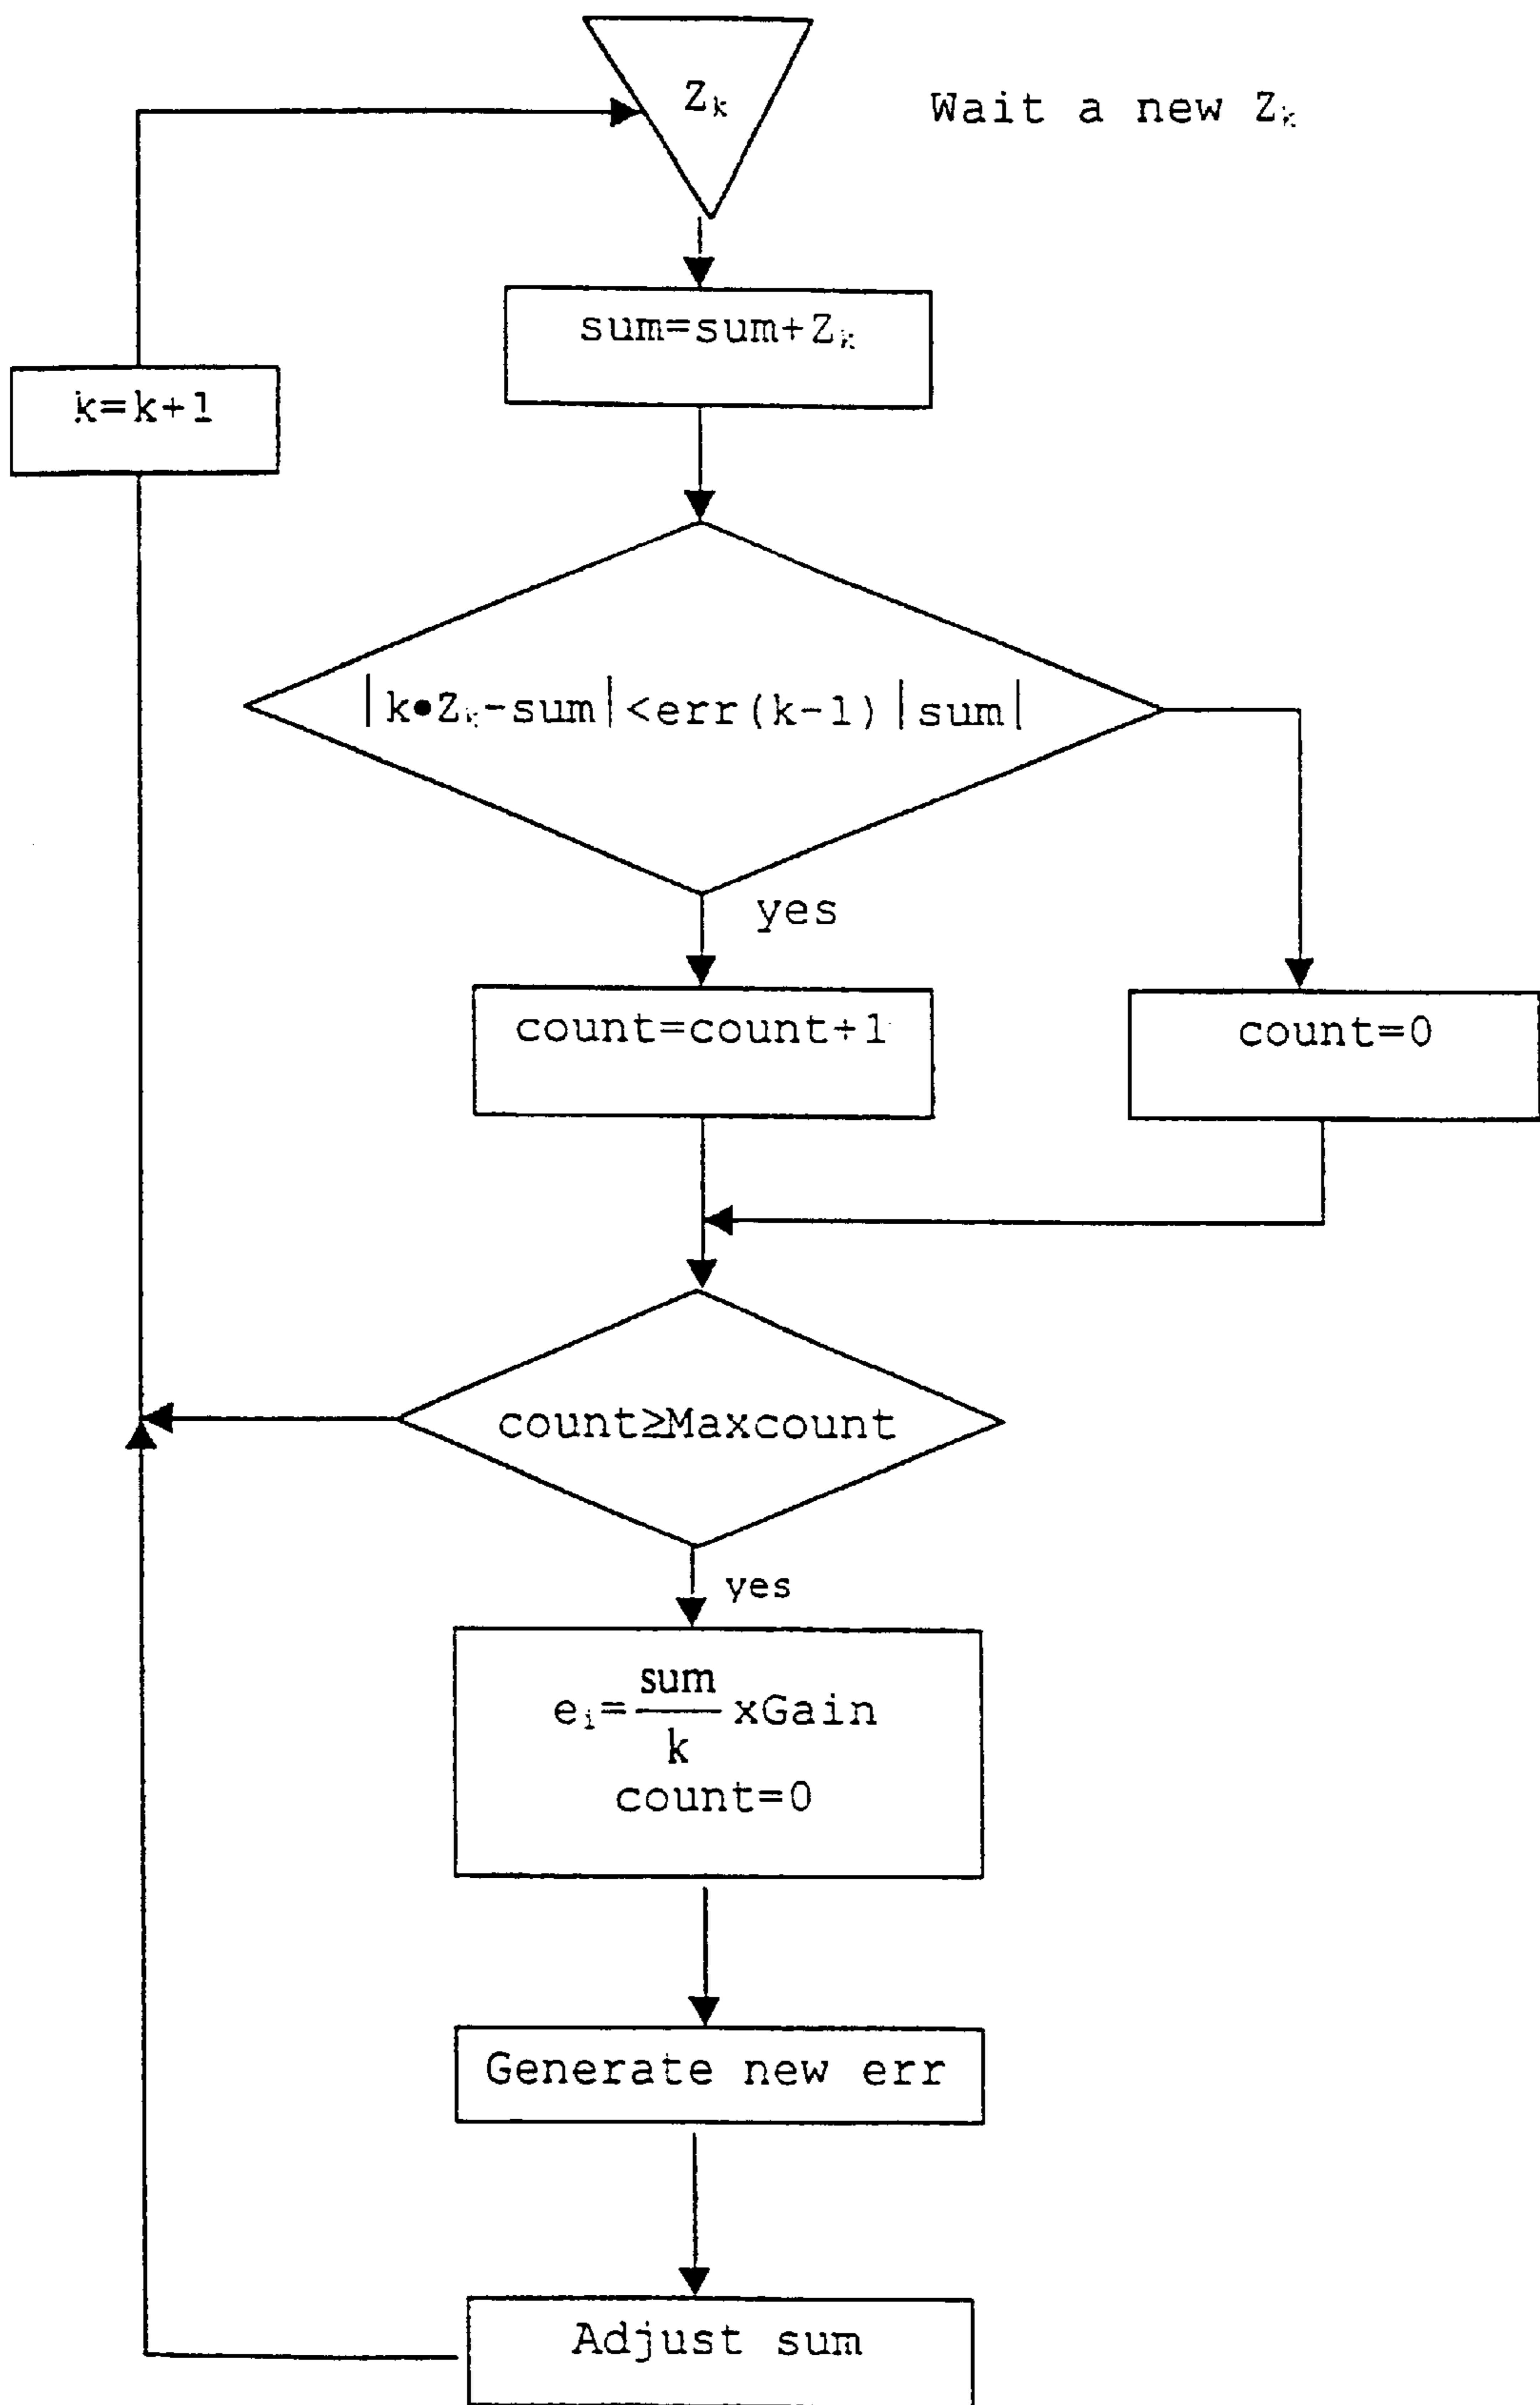 Zk
Wait a new Zk
sum=sum+Zk
k=k+1
|k•Zk-sum|<err(k-1)|sum|
yes
count=count+1
count=0
count≥Maxcount
yes
ei=sum/k xGain
count=0
Generate new err
Adjust sum